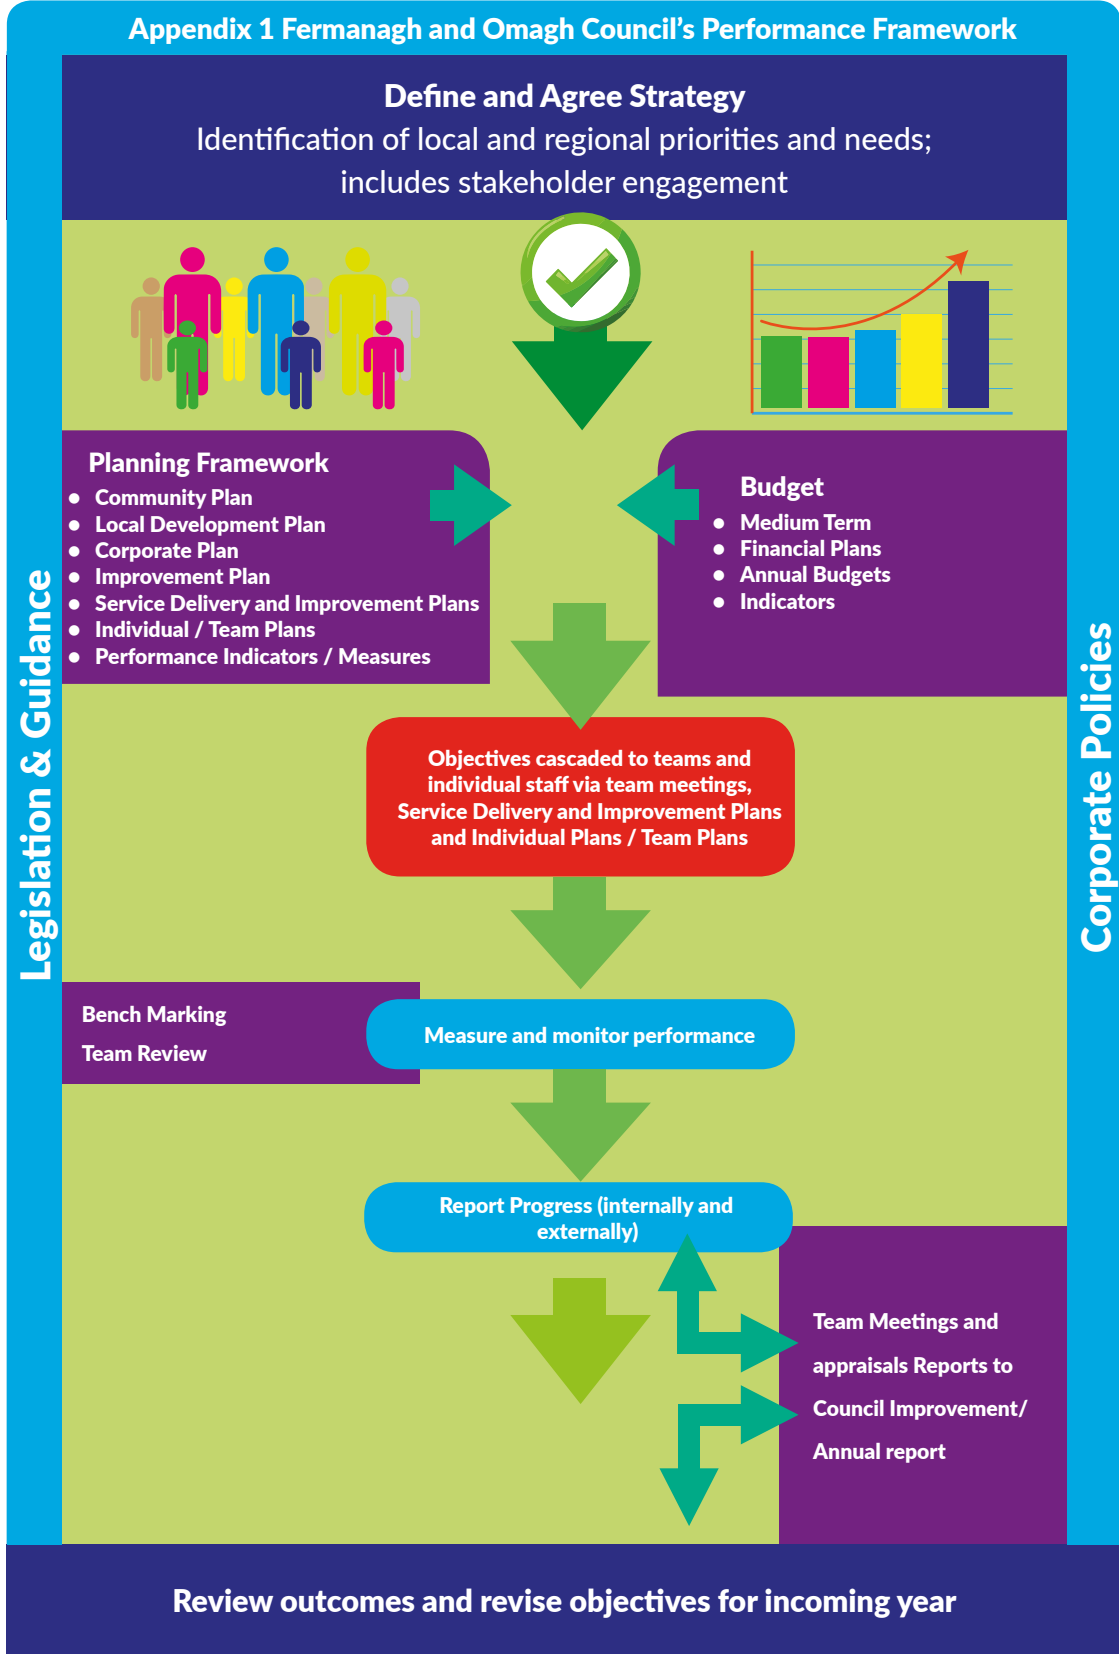 Appendix 1 Fermanagh and Omagh Council’s Performance Framework
Define and Agree Strategy
Identification of local and regional priorities and needs;
includes stakeholder engagement
Planning Framework
● Community Plan
● Local Development Plan
● Corporate Plan
● Improvement Plan
● Service Delivery and Improvement Plans
● Individual / Team Plans
● Performance Indicators / Measures
Budget
● Medium Term
● Financial Plans
● Annual Budgets
● Indicators
Legislation & Guidance
Corporate Policies
Objectives cascaded to teams and
individual staff via team meetings,
Service Delivery and Improvement Plans
and Individual Plans / Team Plans
Bench Marking
Team Review
Measure and monitor performance
Report Progress (internally and
externally)
Team Meetings and
appraisals Reports to
Council Improvement/
Annual report
Review outcomes and revise objectives for incoming year